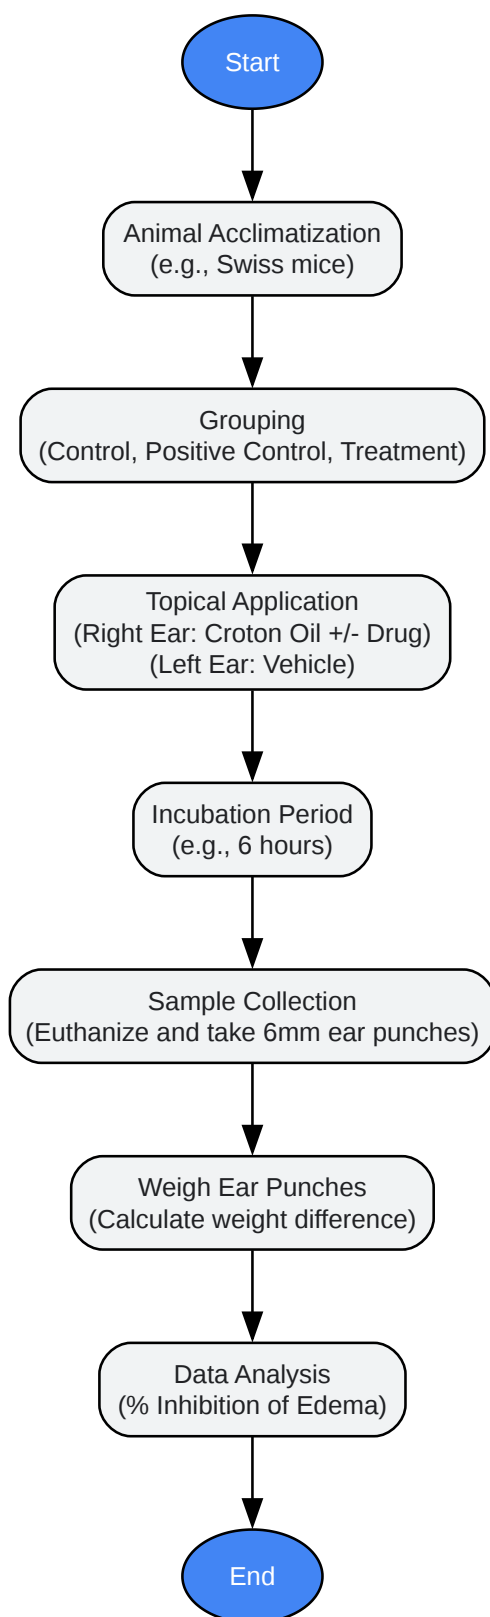 Start
Animal Acclimatization
(e.g., Swiss mice)
Grouping
(Control, Positive Control, Treatment)
Topical Application
(Right Ear: Croton Oil +/- Drug)
(Left Ear: Vehicle)
Incubation Period
(e.g., 6 hours)
Sample Collection
(Euthanize and take 6mm ear punches)
Weigh Ear Punches
(Calculate weight difference)
Data Analysis
(% Inhibition of Edema)
End